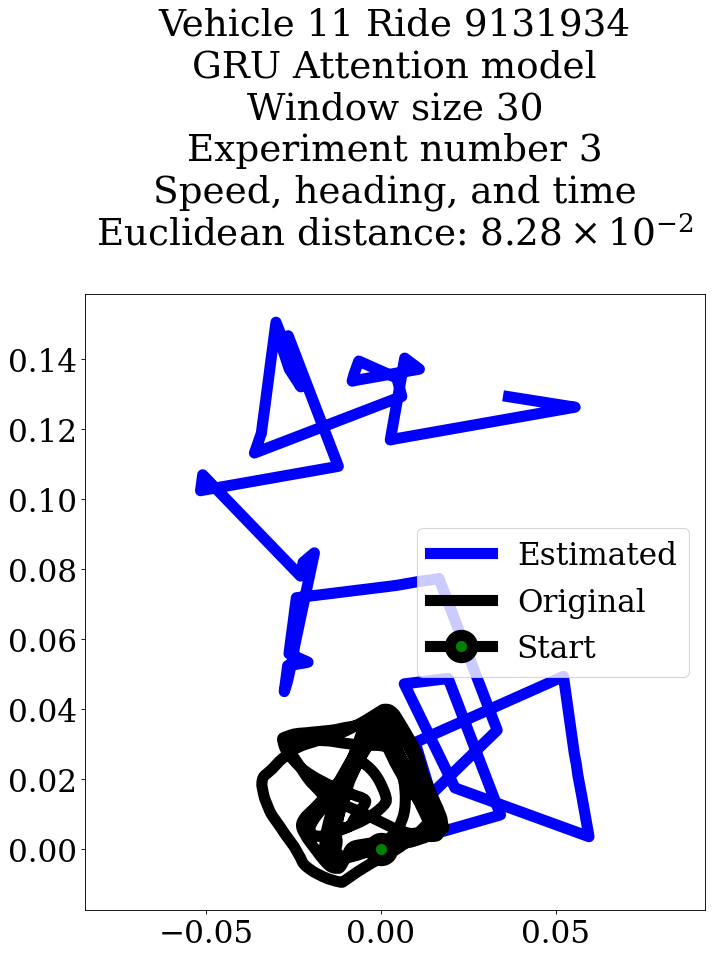 Vehicle 11 Ride 9131934
GRU Attention model
Window size 30
Experiment number 3
Speed, heading, and time
Euclidean distance: 8.28 × 10⁻²
0.14
0.12
0.10
0.08
0.06
0.04
0.02
0.00
Estimated
Original
Start
−0.05 0.00 0.05